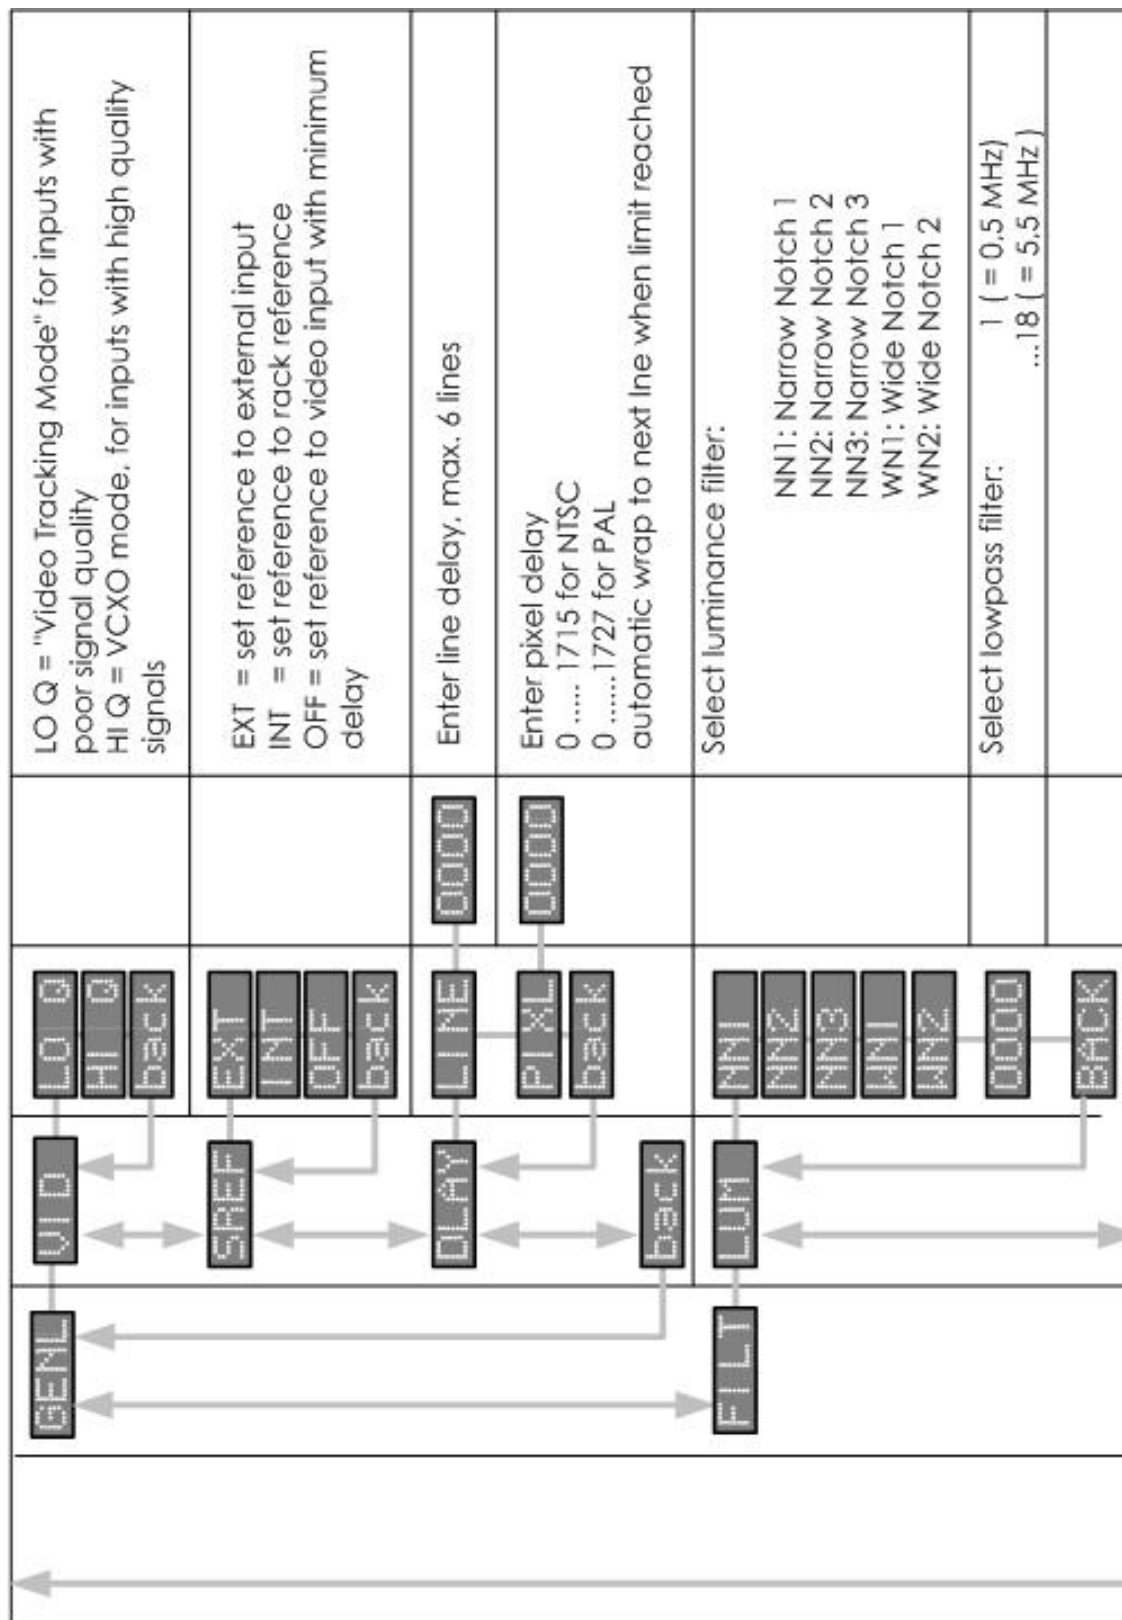 GENL
VID
LO Q
HI Q
back
LO Q = "Video Tracking Mode" for inputs with
poor signal quality
HI Q = VCXO mode, for inputs with high quality
signals
SREF
EXT
INT
OFF
back
EXT = set reference to external input
INT = set reference to rack reference
OFF = set reference to video input with minimum
delay
DLAY
LINE
0000
Enter line delay, max. 6 lines
PIXL
0000
back
Enter pixel delay
0 ..... 1715 for NTSC
0 ......1727 for PAL
automatic wrap to next lne when limit reached
back
FILT
LUM
NN1
NN2
NN3
WN1
WN2
Select luminance filter:
NN1: Narrow Notch 1
NN2: Narrow Notch 2
NN3: Narrow Notch 3
WN1: Wide Notch 1
WN2: Wide Notch 2
0000
Select lowpass filter: 1 ( = 0,5 MHz)
...18 ( = 5,5 MHz )
BACK